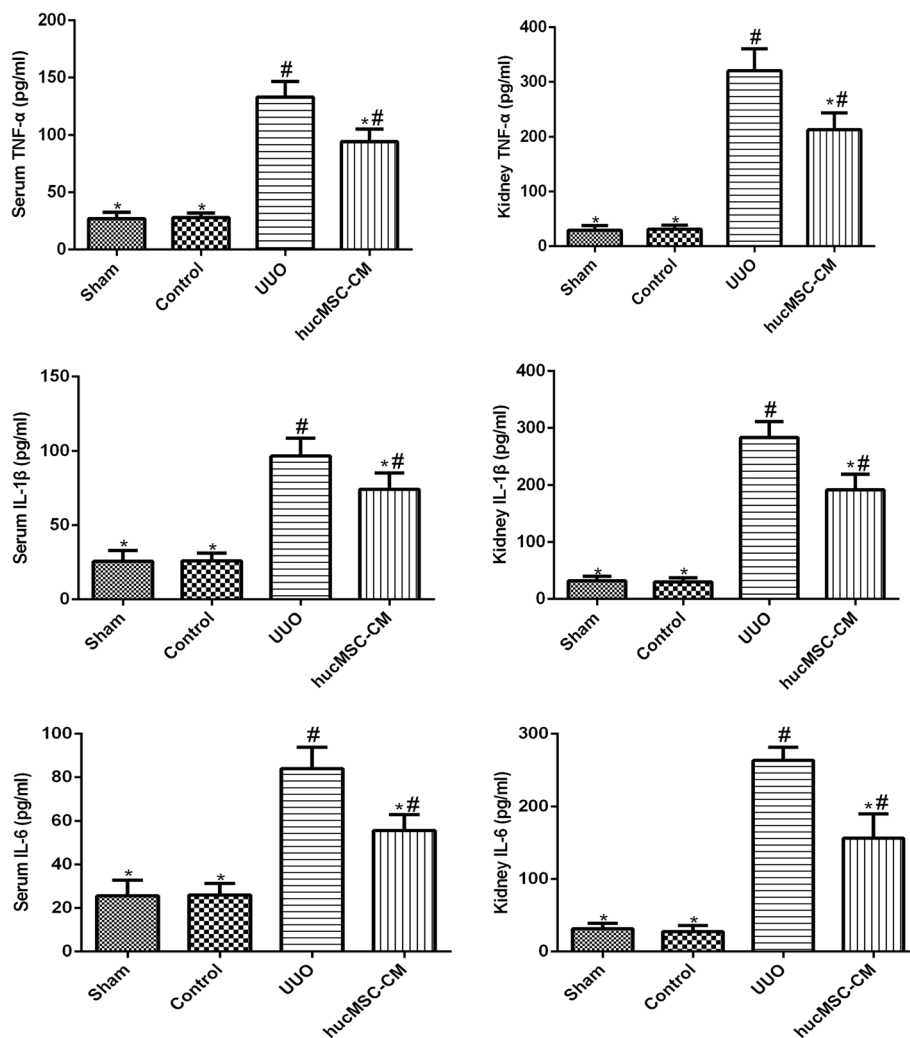 Serum TNF-α (pg/ml)
200
150
100
50
0
*
*
#
*#
Sham
Control
UUO
hucMSC-CM
Kidney TNF-α (pg/ml)
400
300
200
100
0
*
*
#
*#
Sham
Control
UUO
hucMSC-CM
Serum IL-1β (pg/ml)
150
100
50
0
*
*
#
*#
Sham
Control
UUO
hucMSC-CM
Kidney IL-1β (pg/ml)
400
300
200
100
0
*
*
#
*#
Sham
Control
UUO
hucMSC-CM
Serum IL-6 (pg/ml)
100
80
60
40
20
0
*
*
#
*#
Sham
Control
UUO
hucMSC-CM
Kidney IL-6 (pg/ml)
300
200
100
0
*
*
#
*#
Sham
Control
UUO
hucMSC-CM